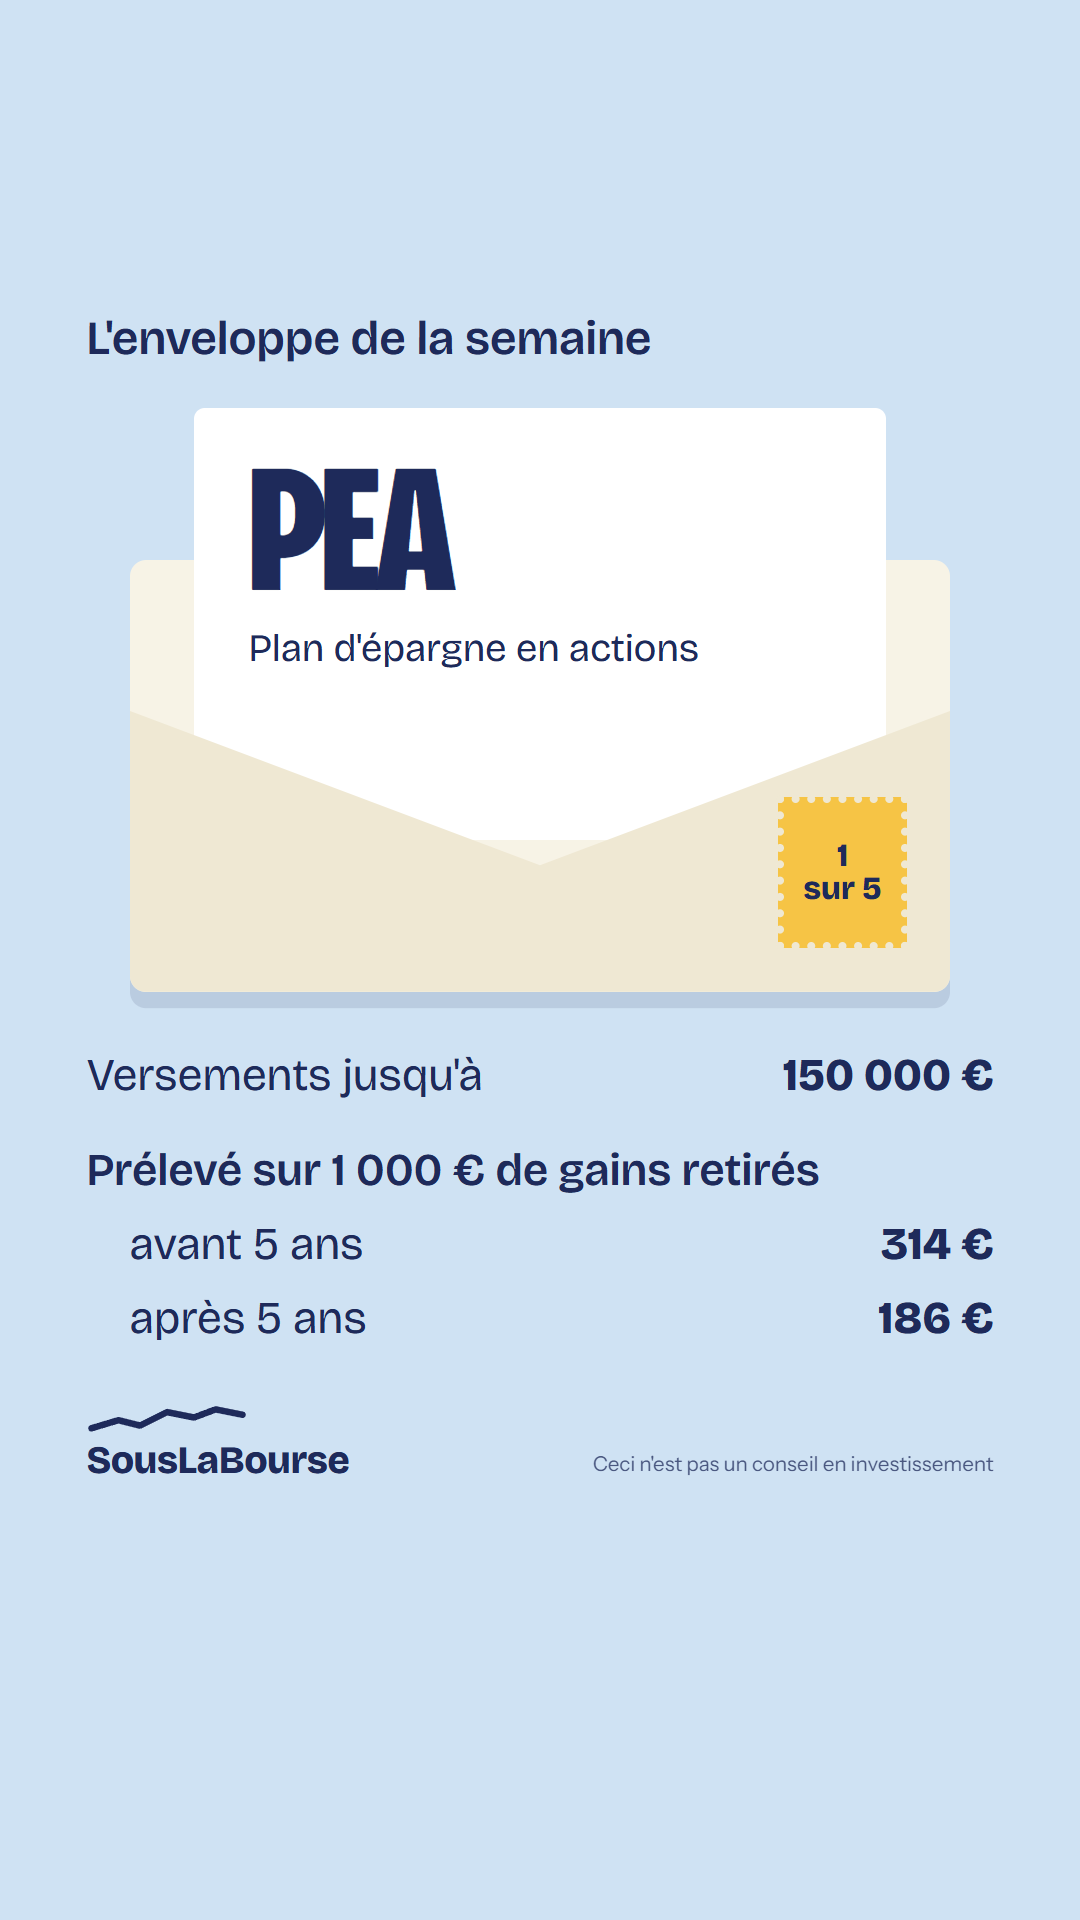 L'enveloppe de la semaine
PEA
Plan d'épargne en actions
1
sur 5
Versements jusqu'à 150 000 €
Prélevé sur 1 000 € de gains retirés
avant 5 ans 314 €
après 5 ans 186 €
SousLaBourse
Ceci n'est pas un conseil en investissement